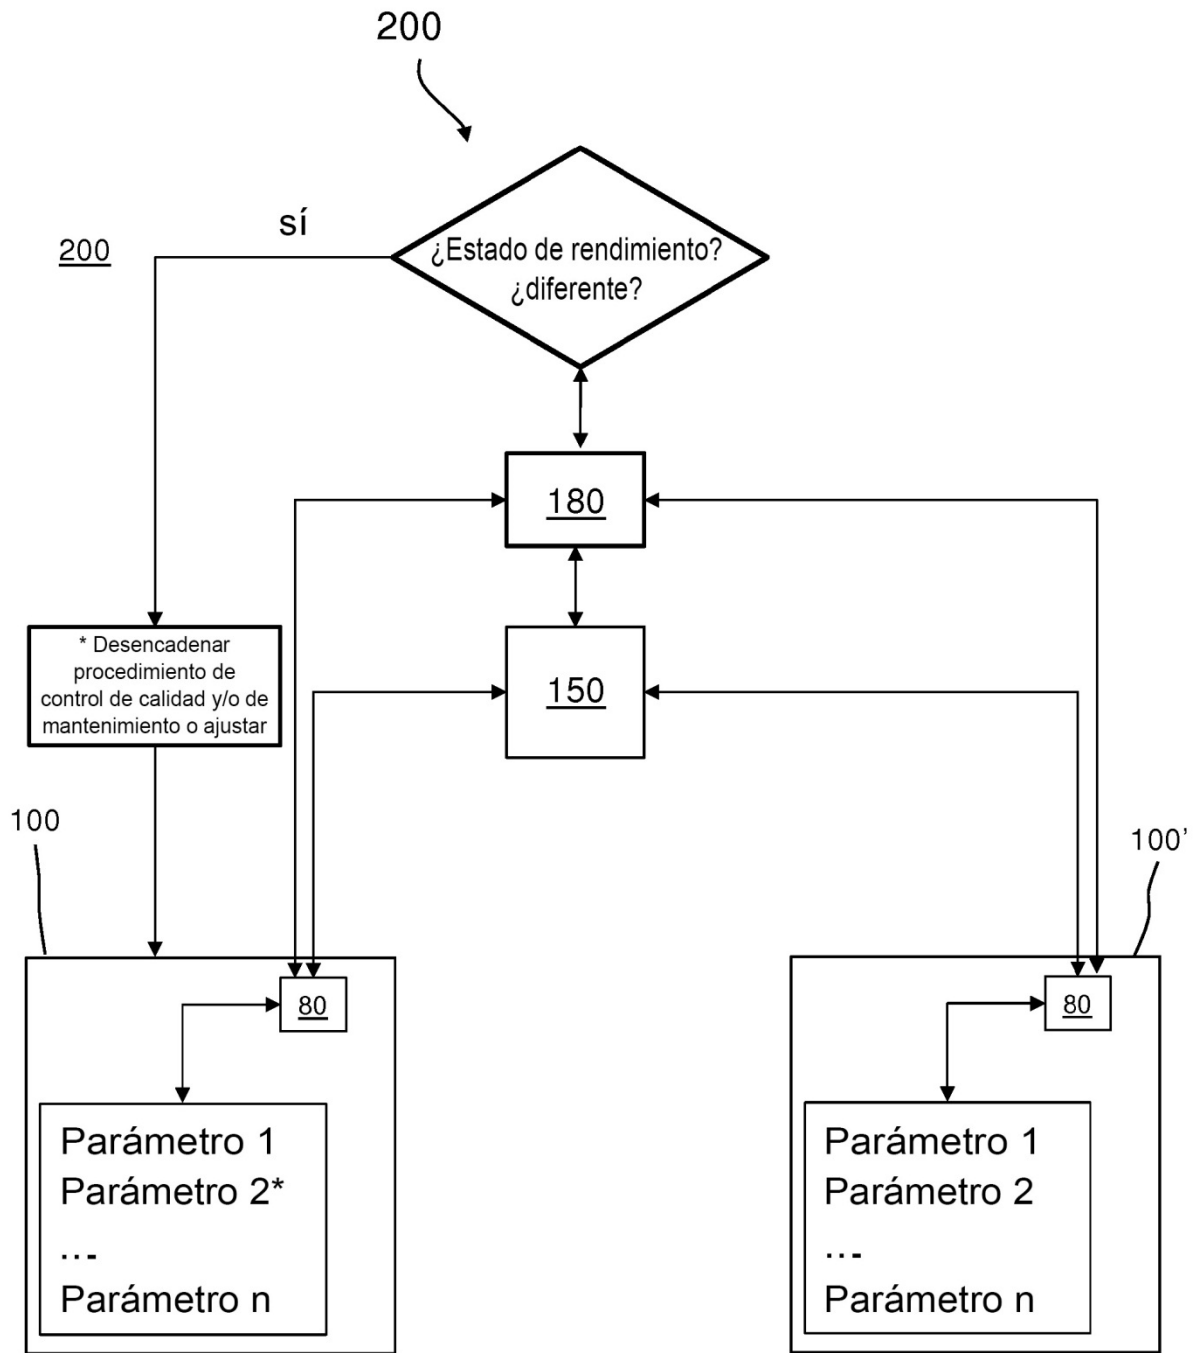 200
sí
200
¿Estado de rendimiento?
¿diferente?
180
* Desencadenar
procedimiento de
control de calidad y/o de
mantenimiento o ajustar
150
100
100'
80
80
Parámetro 1
Parámetro 2*
...
Parámetro n
Parámetro 1
Parámetro 2
...
Parámetro n